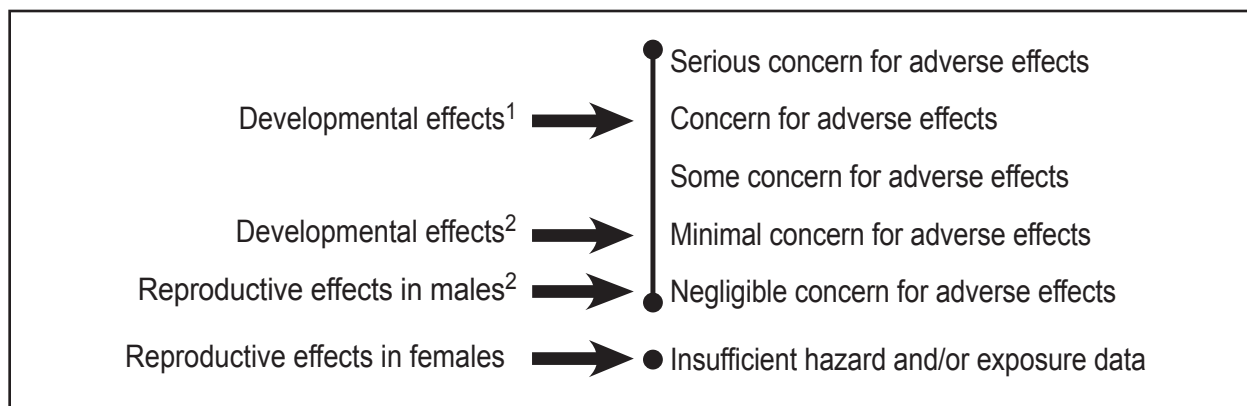 Serious concern for adverse effects
Developmental effects¹ Concern for adverse effects
Some concern for adverse effects
Developmental effects² Minimal concern for adverse effects
Reproductive effects in males² Negligible concern for adverse effects
Reproductive effects in females Insufficient hazard and/or exposure data